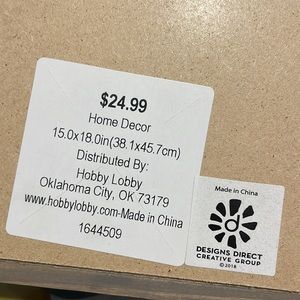 $24.99
Home Decor
15.0x18.0in(38.1x45.7cm)
Distributed By:
Hobby Lobby
Oklahoma City, OK 73179
www.hobbylobby.com-Made in China
1644509
Made in China
d
DESIGNS DIRECT
CREATIVE GROUP
©2018